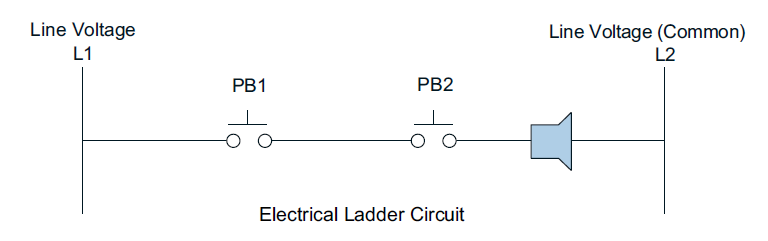 Line Voltage
L1
Line Voltage (Common)
L2
PB1
PB2
Electrical Ladder Circuit